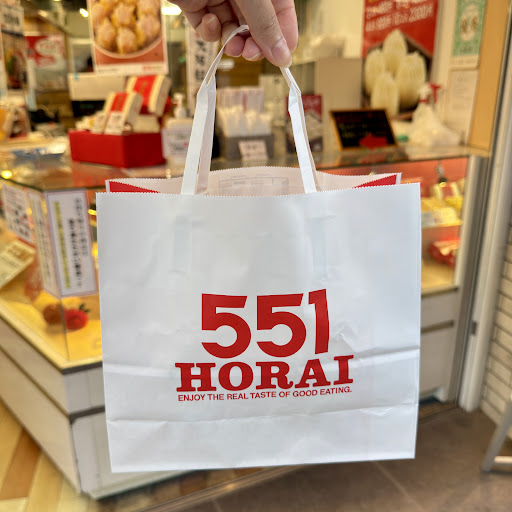 551
HORAI
ENJOY THE REAL TASTE OF GOOD EATING.